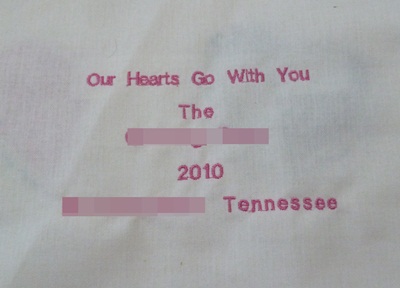 Our Hearts Go With You
The
2010
Tennessee